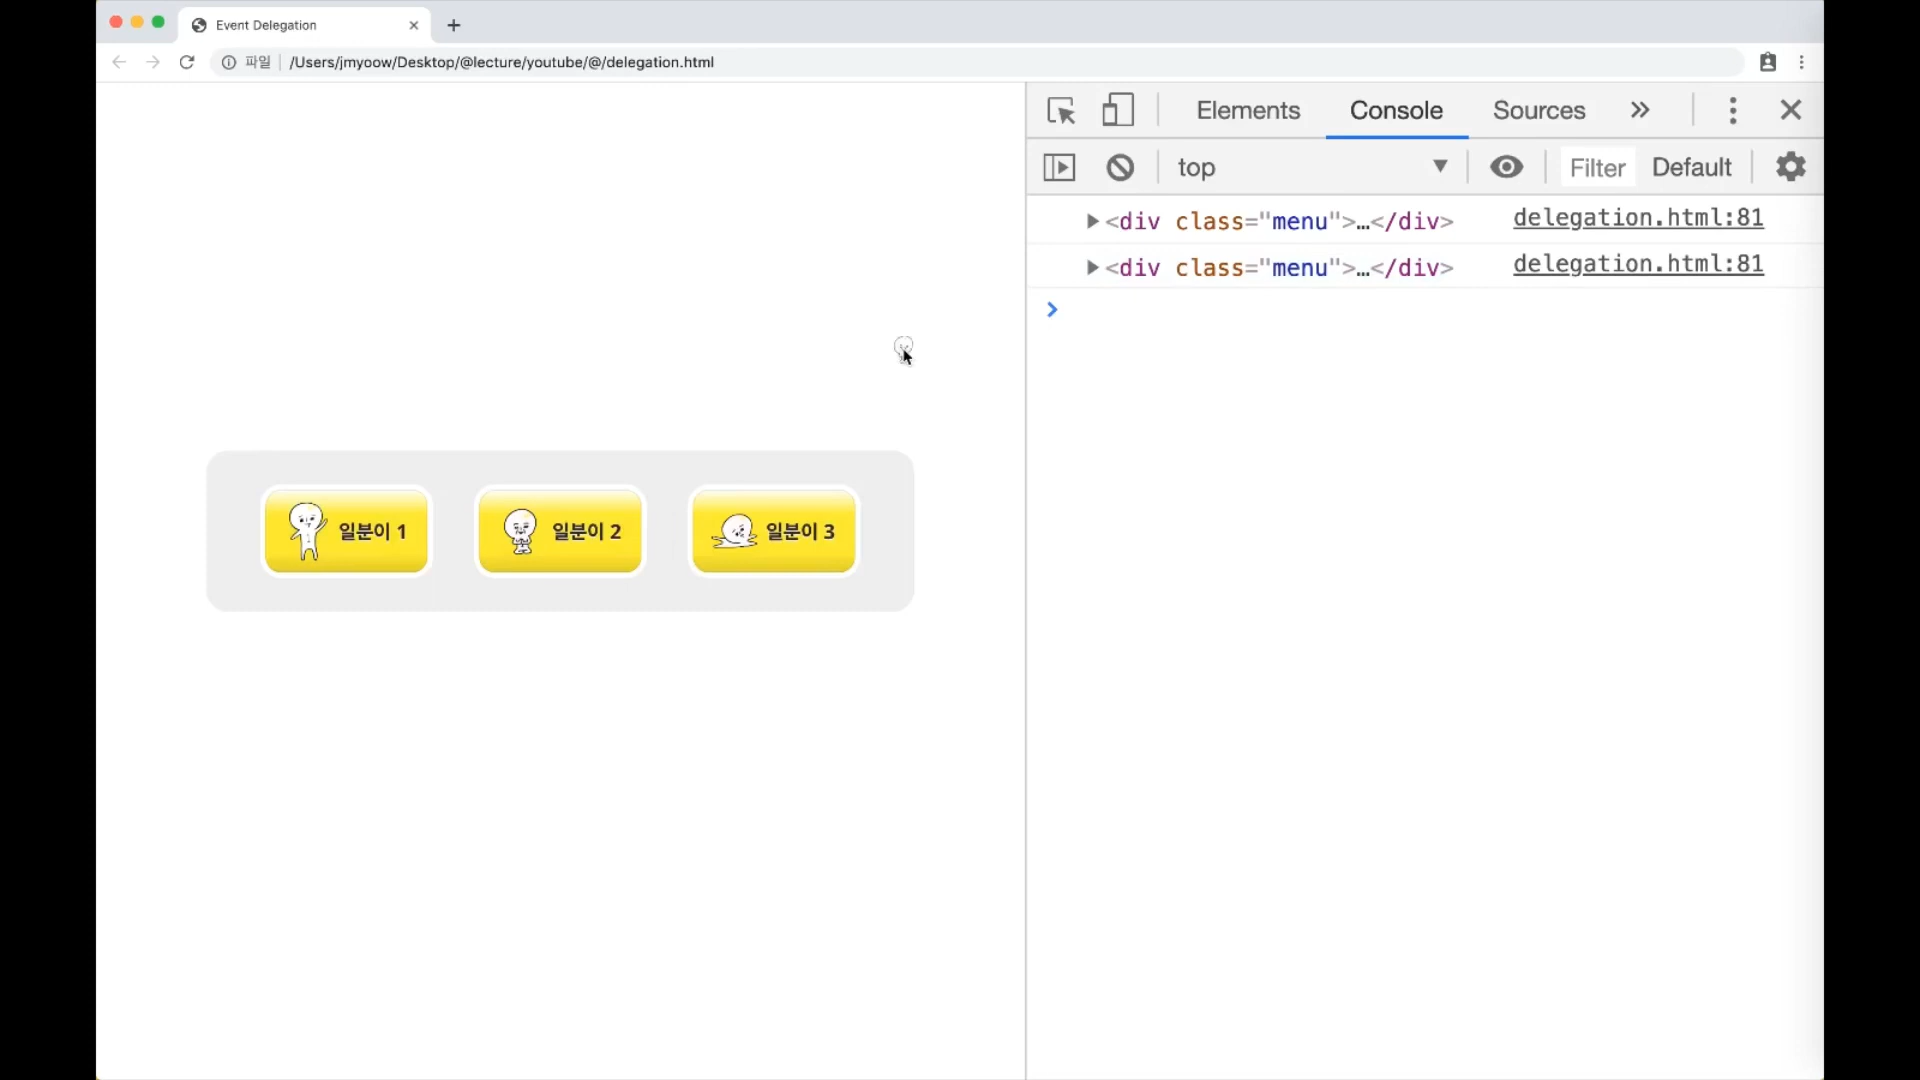 Event Delegation
파일 /Users/jmyoow/Desktop/@lecture/youtube/@/delegation.html
Elements Console Sources
top Filter Default
<div class="menu">…</div> delegation.html:81
<div class="menu">…</div> delegation.html:81
일분이 1
일분이 2
일분이 3